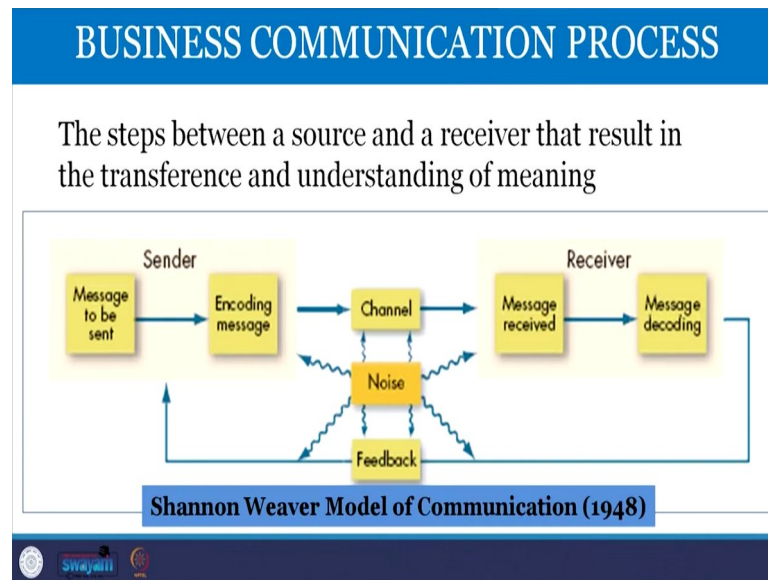 BUSINESS COMMUNICATION PROCESS
The steps between a source and a receiver that result in
the transference and understanding of meaning
Sender
Receiver
Message
to be
sent
Encoding
message
Channel
Message
received
Message
decoding
Noise
Feedback
Shannon Weaver Model of Communication (1948)
swayam